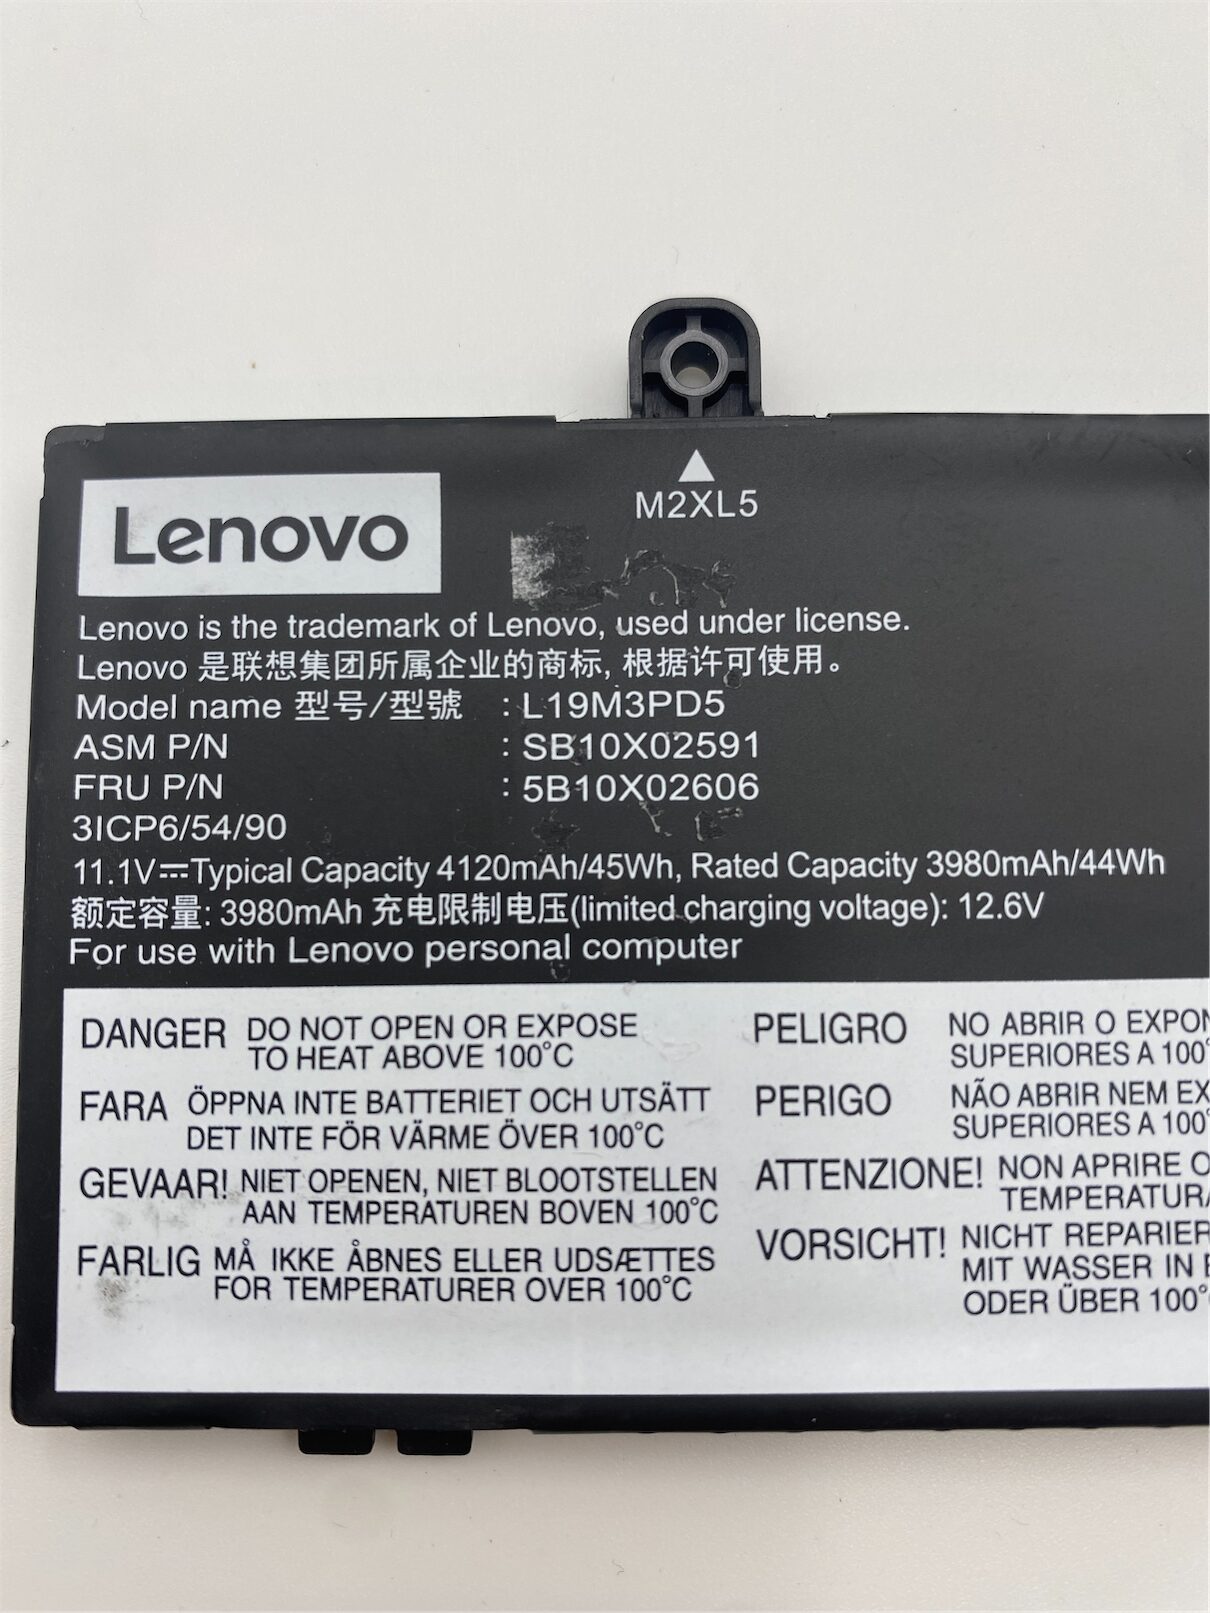 M2XL5
Lenovo
Lenovo is the trademark of Lenovo, used under license.
Lenovo 是联想集团所属企业的商标, 根据许可使用。
Model name 型号/型號 : L19M3PD5
ASM P/N : SB10X02591
FRU P/N : 5B10X02606
3ICP6/54/90
11.1V⎓Typical Capacity 4120mAh/45Wh, Rated Capacity 3980mAh/44Wh
额定容量: 3980mAh 充电限制电压(limited charging voltage): 12.6V
For use with Lenovo personal computer
DANGER DO NOT OPEN OR EXPOSE
TO HEAT ABOVE 100°C
FARA ÖPPNA INTE BATTERIET OCH UTSÄTT
DET INTE FÖR VÄRME ÖVER 100°C
GEVAAR! NIET OPENEN, NIET BLOOTSTELLEN
AAN TEMPERATUREN BOVEN 100°C
FARLIG MÅ IKKE ÅBNES ELLER UDSÆTTES
FOR TEMPERATURER OVER 100°C
PELIGRO NO ABRIR O EXPON
SUPERIORES A 100°
PERIGO NÃO ABRIR NEM EX
SUPERIORES A 100°
ATTENZIONE! NON APRIRE O
TEMPERATURA
VORSICHT! NICHT REPARIER
MIT WASSER IN
ODER ÜBER 100°